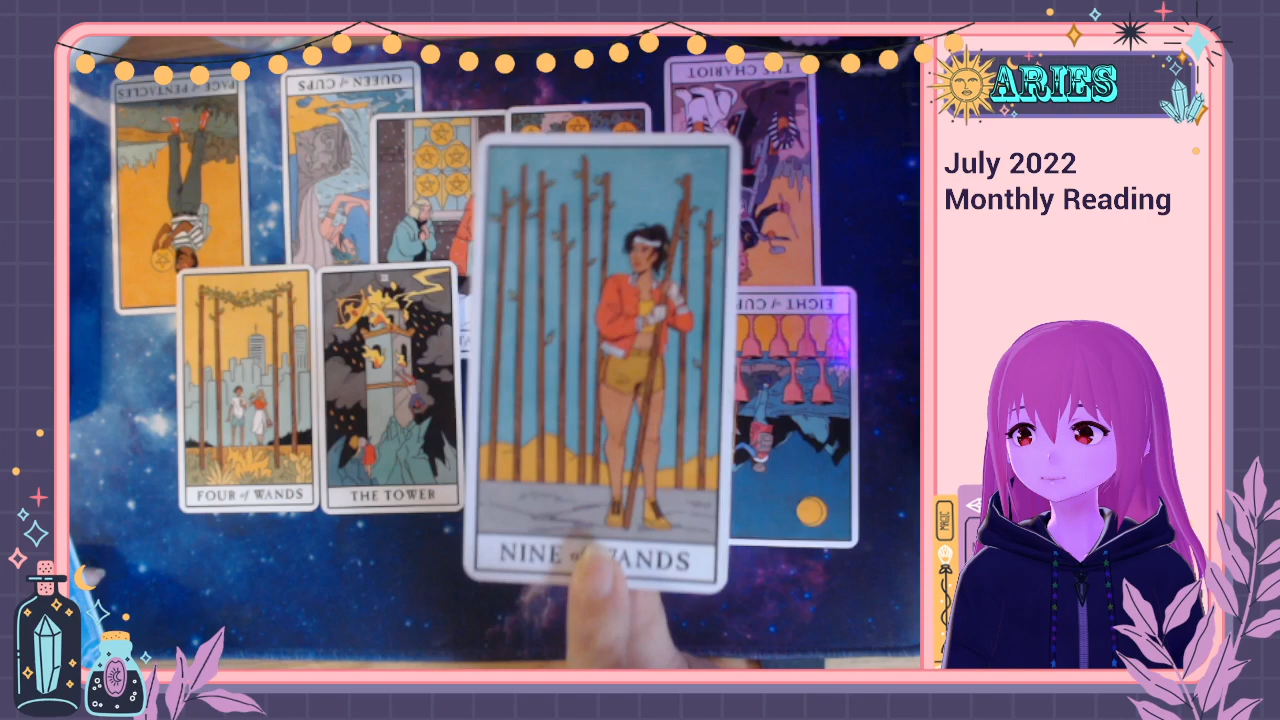 ARIES
July 2022
Monthly Reading
PAGE of PENTACLES
QUEEN of CUPS
THE CHARIOT
EIGHT of CUPS
FOUR of WANDS
THE TOWER
NINE of WANDS
MAGIC